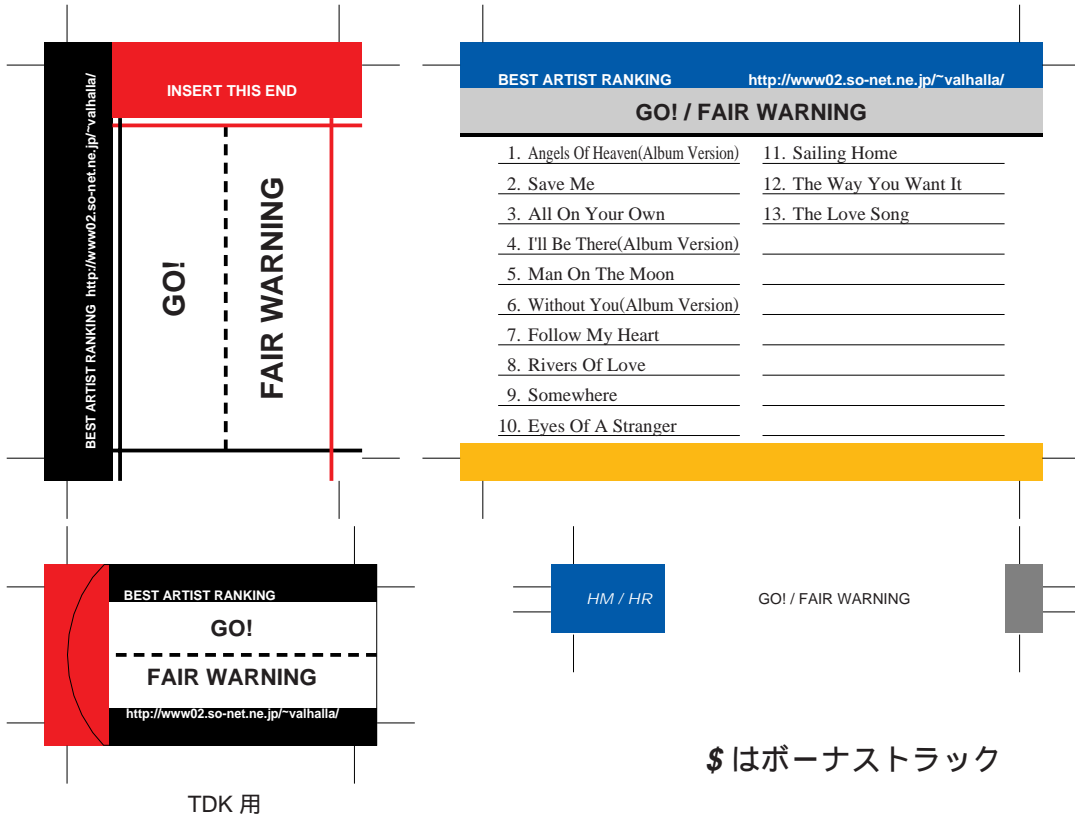 BEST ARTIST RANKING http://www02.so-net.ne.jp/~valhalla/
INSERT THIS END
GO!
FAIR WARNING
BEST ARTIST RANKING http://www02.so-net.ne.jp/~valhalla/
GO! / FAIR WARNING
1. Angels Of Heaven(Album Version)
2. Save Me
3. All On Your Own
4. I'll Be There(Album Version)
5. Man On The Moon
6. Without You(Album Version)
7. Follow My Heart
8. Rivers Of Love
9. Somewhere
10. Eyes Of A Stranger
11. Sailing Home
12. The Way You Want It
13. The Love Song
BEST ARTIST RANKING
GO!
FAIR WARNING
http://www02.so-net.ne.jp/~valhalla/
TDK 用
HM / HR
GO! / FAIR WARNING
$ はボーナストラック